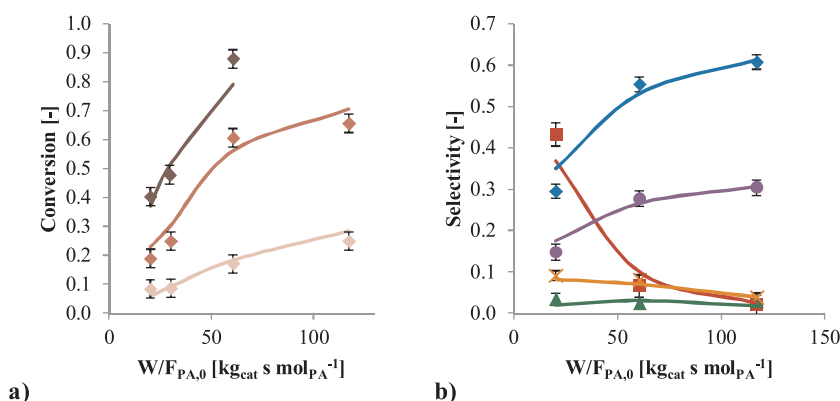 1.0
0.9
0.8
0.7
0.6
0.5
0.4
0.3
0.2
0.1
0.0
Conversion [-]
0 50 100
W/F_PA,0 [kg_cat s mol_PA^-1]
a)
0.7
0.6
0.5
0.4
0.3
0.2
0.1
0.0
Selectivity [-]
0 50 100 150
W/F_PA,0 [kg_cat s mol_PA^-1]
b)